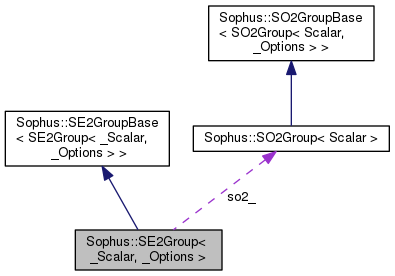 Sophus::SO2GroupBase
< SO2Group< Scalar,
_Options > >
Sophus::SE2GroupBase
< SE2Group< _Scalar,
_Options > >
Sophus::SO2Group< Scalar >
so2_
Sophus::SE2Group<
_Scalar, _Options >